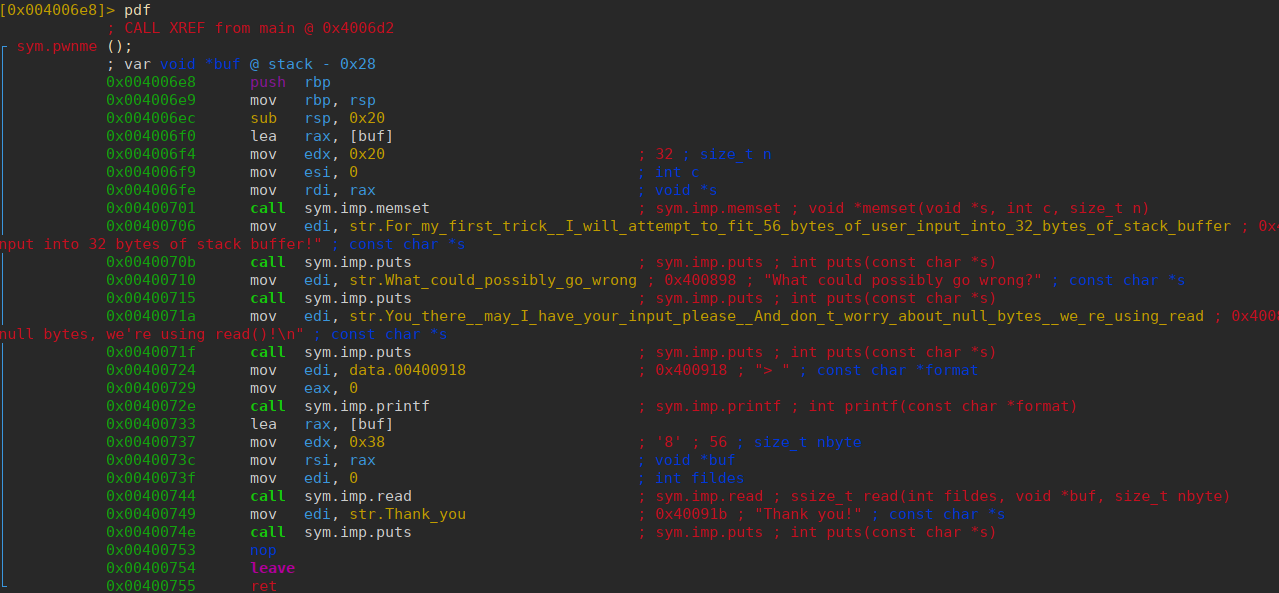 [0x004006e8]> pdf
; CALL XREF from main @ 0x4006d2
sym.pwnme ();
; var void *buf @ stack - 0x28
0x004006e8 push rbp
0x004006e9 mov rbp, rsp
0x004006ec sub rsp, 0x20
0x004006f0 lea rax, [buf]
0x004006f4 mov edx, 0x20 ; 32 ; size_t n
0x004006f9 mov esi, 0 ; int c
0x004006fe mov rdi, rax ; void *s
0x00400701 call sym.imp.memset ; sym.imp.memset ; void *memset(void *s, int c, size_t n)
0x00400706 mov edi, str.For_my_first_trick__I_will_attempt_to_fit_56_bytes_of_user_input_into_32_bytes_of_stack_buffer ; 0x4
nput into 32 bytes of stack buffer!" ; const char *s
0x0040070b call sym.imp.puts ; sym.imp.puts ; int puts(const char *s)
0x00400710 mov edi, str.What_could_possibly_go_wrong ; 0x400898 ; "What could possibly go wrong?" ; const char *s
0x00400715 call sym.imp.puts ; sym.imp.puts ; int puts(const char *s)
0x0040071a mov edi, str.You_there__may_I_have_your_input_please__And_don_t_worry_about_null_bytes__we_re_using_read ; 0x4008
null bytes, we're using read()!\n" ; const char *s
0x0040071f call sym.imp.puts ; sym.imp.puts ; int puts(const char *s)
0x00400724 mov edi, data.00400918 ; 0x400918 ; "> " ; const char *format
0x00400729 mov eax, 0
0x0040072e call sym.imp.printf ; sym.imp.printf ; int printf(const char *format)
0x00400733 lea rax, [buf]
0x00400737 mov edx, 0x38 ; '8' ; 56 ; size_t nbyte
0x0040073c mov rsi, rax ; void *buf
0x0040073f mov edi, 0 ; int fildes
0x00400744 call sym.imp.read ; sym.imp.read ; ssize_t read(int fildes, void *buf, size_t nbyte)
0x00400749 mov edi, str.Thank_you ; 0x40091b ; "Thank you!" ; const char *s
0x0040074e call sym.imp.puts ; sym.imp.puts ; int puts(const char *s)
0x00400753 nop
0x00400754 leave
0x00400755 ret